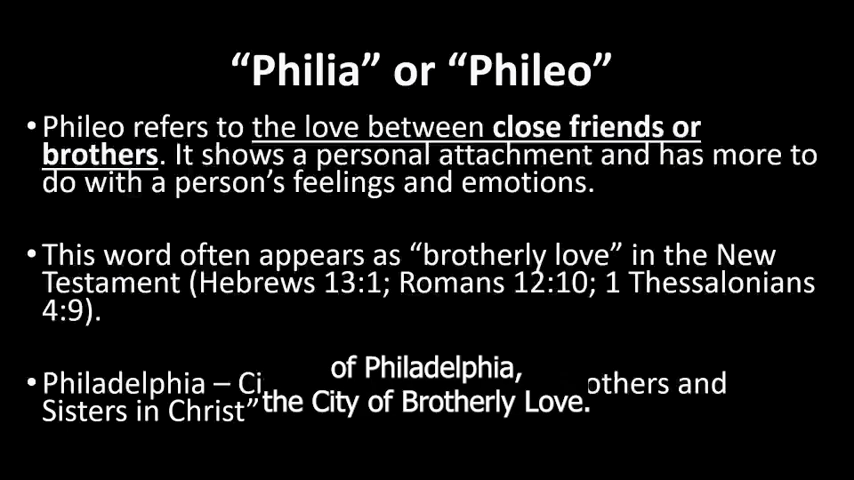 “Philia” or “Phileo”
• Phileo refers to the love between close friends or
brothers. It shows a personal attachment and has more to
do with a person’s feelings and emotions.
• This word often appears as “brotherly love” in the New
Testament (Hebrews 13:1; Romans 12:10; 1 Thessalonians
4:9).
• Philadelphia – Ci others and
Sisters in Christ”
of Philadelphia,
the City of Brotherly Love.